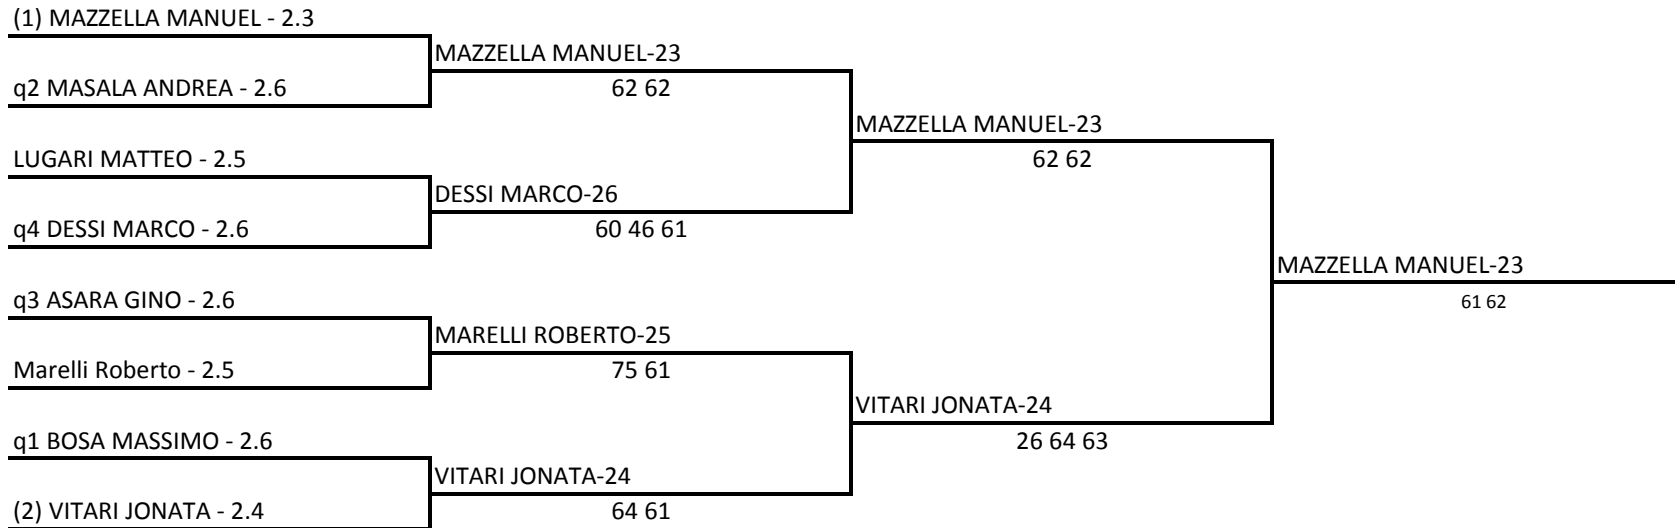 (1) MAZZELLA MANUEL - 2.3
MAZZELLA MANUEL-23
q2 MASALA ANDREA - 2.6
62 62
MAZZELLA MANUEL-23
LUGARI MATTEO - 2.5
62 62
DESSI MARCO-26
q4 DESSI MARCO - 2.6
60 46 61
MAZZELLA MANUEL-23
q3 ASARA GINO - 2.6
61 62
MARELLI ROBERTO-25
Marelli Roberto - 2.5
75 61
VITARI JONATA-24
q1 BOSA MASSIMO - 2.6
26 64 63
VITARI JONATA-24
(2) VITARI JONATA - 2.4
64 61